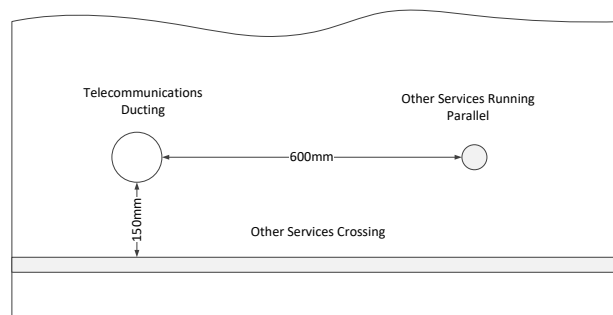 Telecommunications
Ducting
Other Services Running
Parallel
600mm
150mm
Other Services Crossing